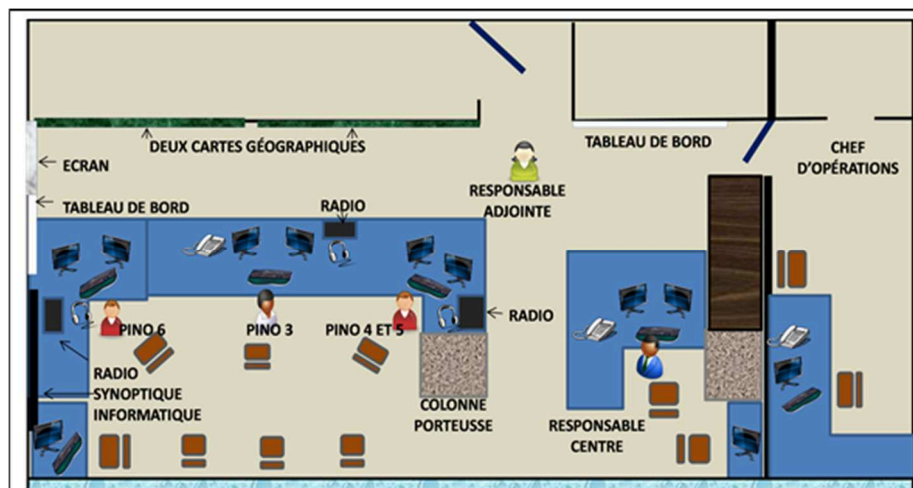 DEUX CARTES GÉOGRAPHIQUES
TABLEAU DE BORD
CHEF
D'OPÉRATIONS
ECRAN
RESPONSABLE
ADJOINTE
TABLEAU DE BORD
RADIO
PINO 6
PINO 3
PINO 4 ET 5
RADIO
RADIO
SYNOPTIQUE
INFORMATIQUE
COLONNE
PORTEUSSE
RESPONSABLE
CENTRE